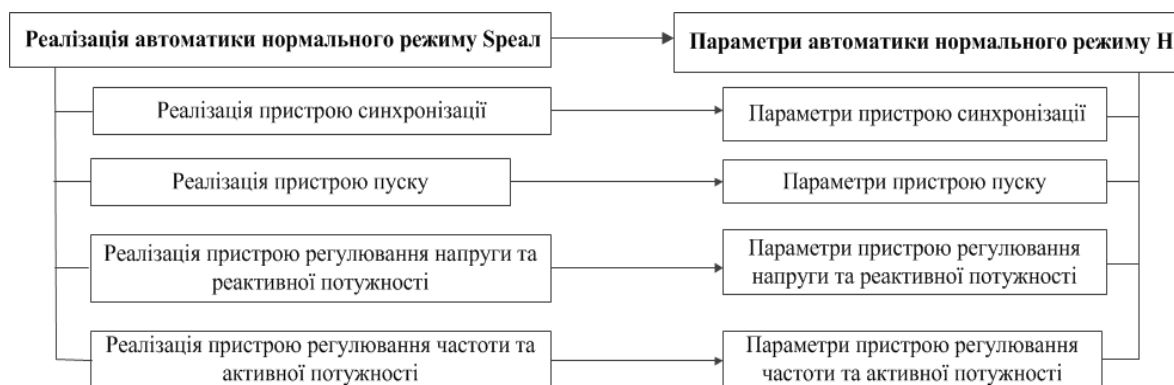 Реалізація автоматики нормального режиму Sреал
Параметри автоматики нормального режиму Н
Реалізація пристрою синхронізації
Параметри пристрою синхронізації
Реалізація пристрою пуску
Параметри пристрою пуску
Реалізація пристрою регулювання напруги та
реактивної потужності
Параметри пристрою регулювання
напруги та реактивної потужності
Реалізація пристрою регулювання частоти та
активної потужності
Параметри пристрою регулювання
частоти та активної потужності